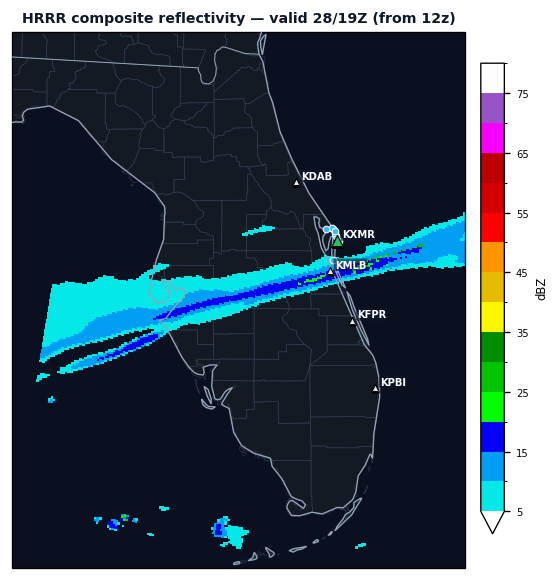 HRRR composite reflectivity — valid 28/19Z (from 12z)
KDAB
KXMR
KMLB
KFPR
KPBI
75
65
55
45
35
25
15
5
dBZ